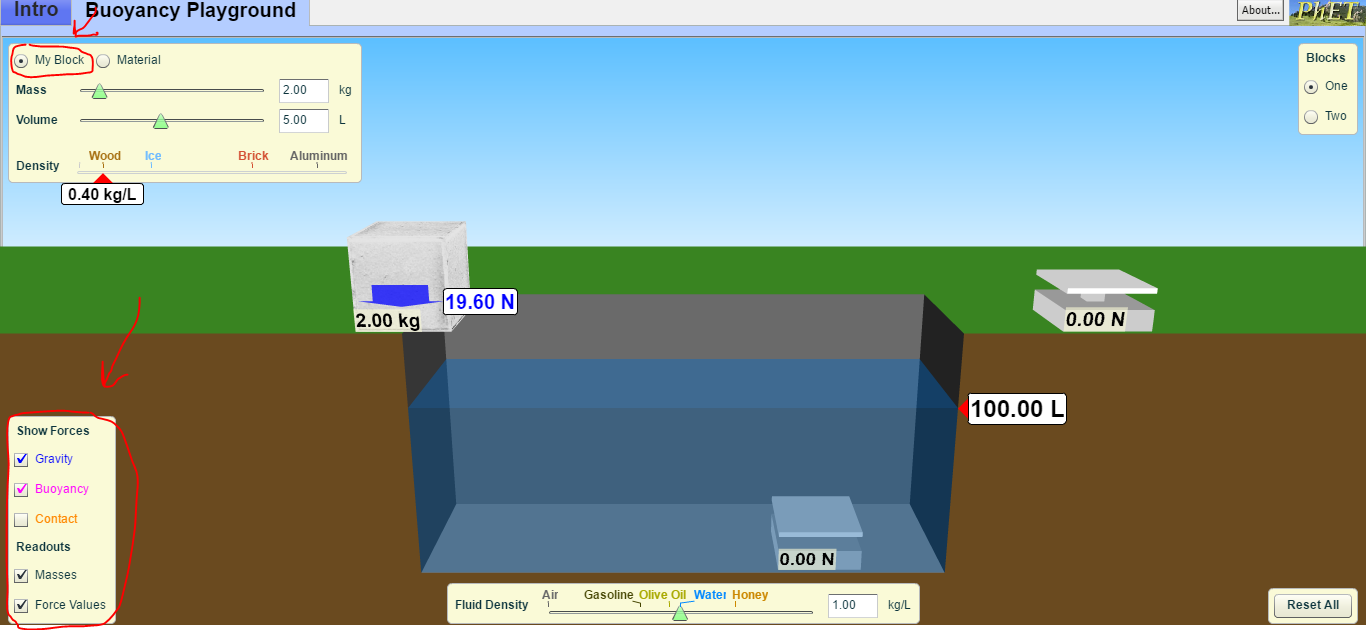 Intro
Buoyancy Playground
About...
PhET
My Block
Material
Mass
2.00
kg
Volume
5.00
L
Wood
Ice
Brick
Aluminum
Density
0.40 kg/L
Blocks
One
Two
19.60 N
2.00 kg
0.00 N
100.00 L
Show Forces
Gravity
Buoyancy
Contact
Readouts
Masses
Force Values
0.00 N
Air
Gasoline
Olive Oil
Water
Honey
Fluid Density
1.00
kg/L
Reset All